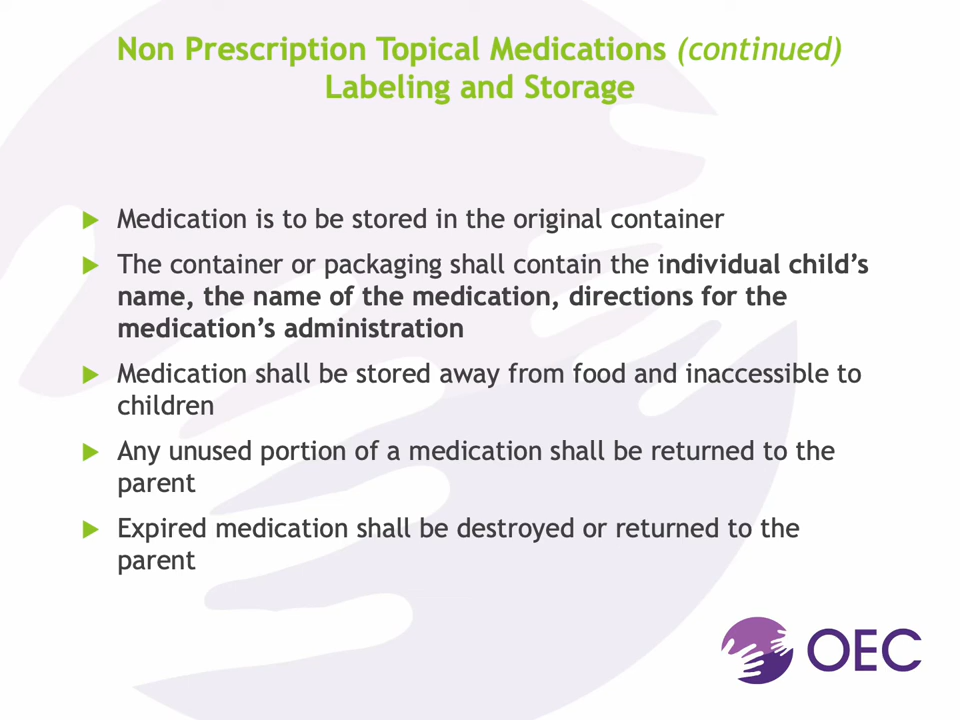 Non Prescription Topical Medications (continued)
Labeling and Storage
Medication is to be stored in the original container
The container or packaging shall contain the individual child’s
name, the name of the medication, directions for the
medication’s administration
Medication shall be stored away from food and inaccessible to
children
Any unused portion of a medication shall be returned to the
parent
Expired medication shall be destroyed or returned to the
parent
OEC